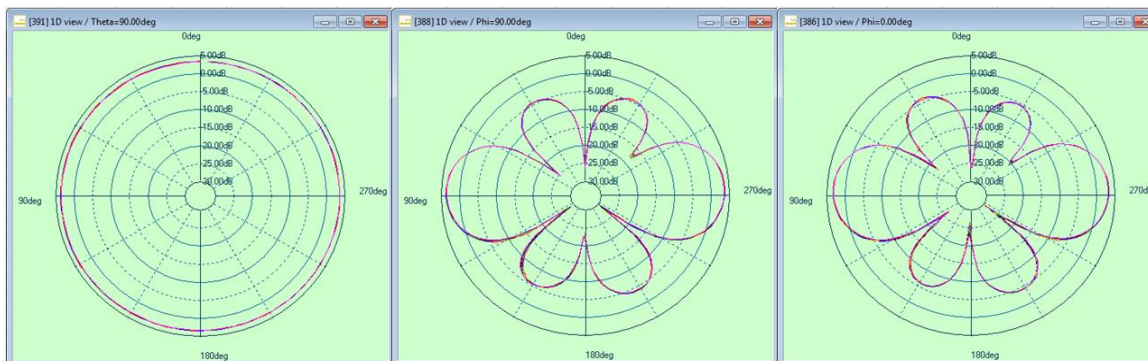 [391] 1D view / Theta=90.00deg
0deg
5.00dB
0.00dB
5.00dB
10.00dB
15.00dB
20.00dB
25.00dB
30.00dB
90deg
270deg
180deg
[388] 1D view / Phi=90.00deg
0deg
5.00dB
0.00dB
5.00dB
10.00dB
15.00dB
20.00dB
25.00dB
30.00dB
90deg
270deg
180deg
[386] 1D view / Phi=0.00deg
0deg
5.00dB
0.00dB
5.00dB
10.00dB
15.00dB
20.00dB
25.00dB
30.00dB
90deg
270deg
180deg